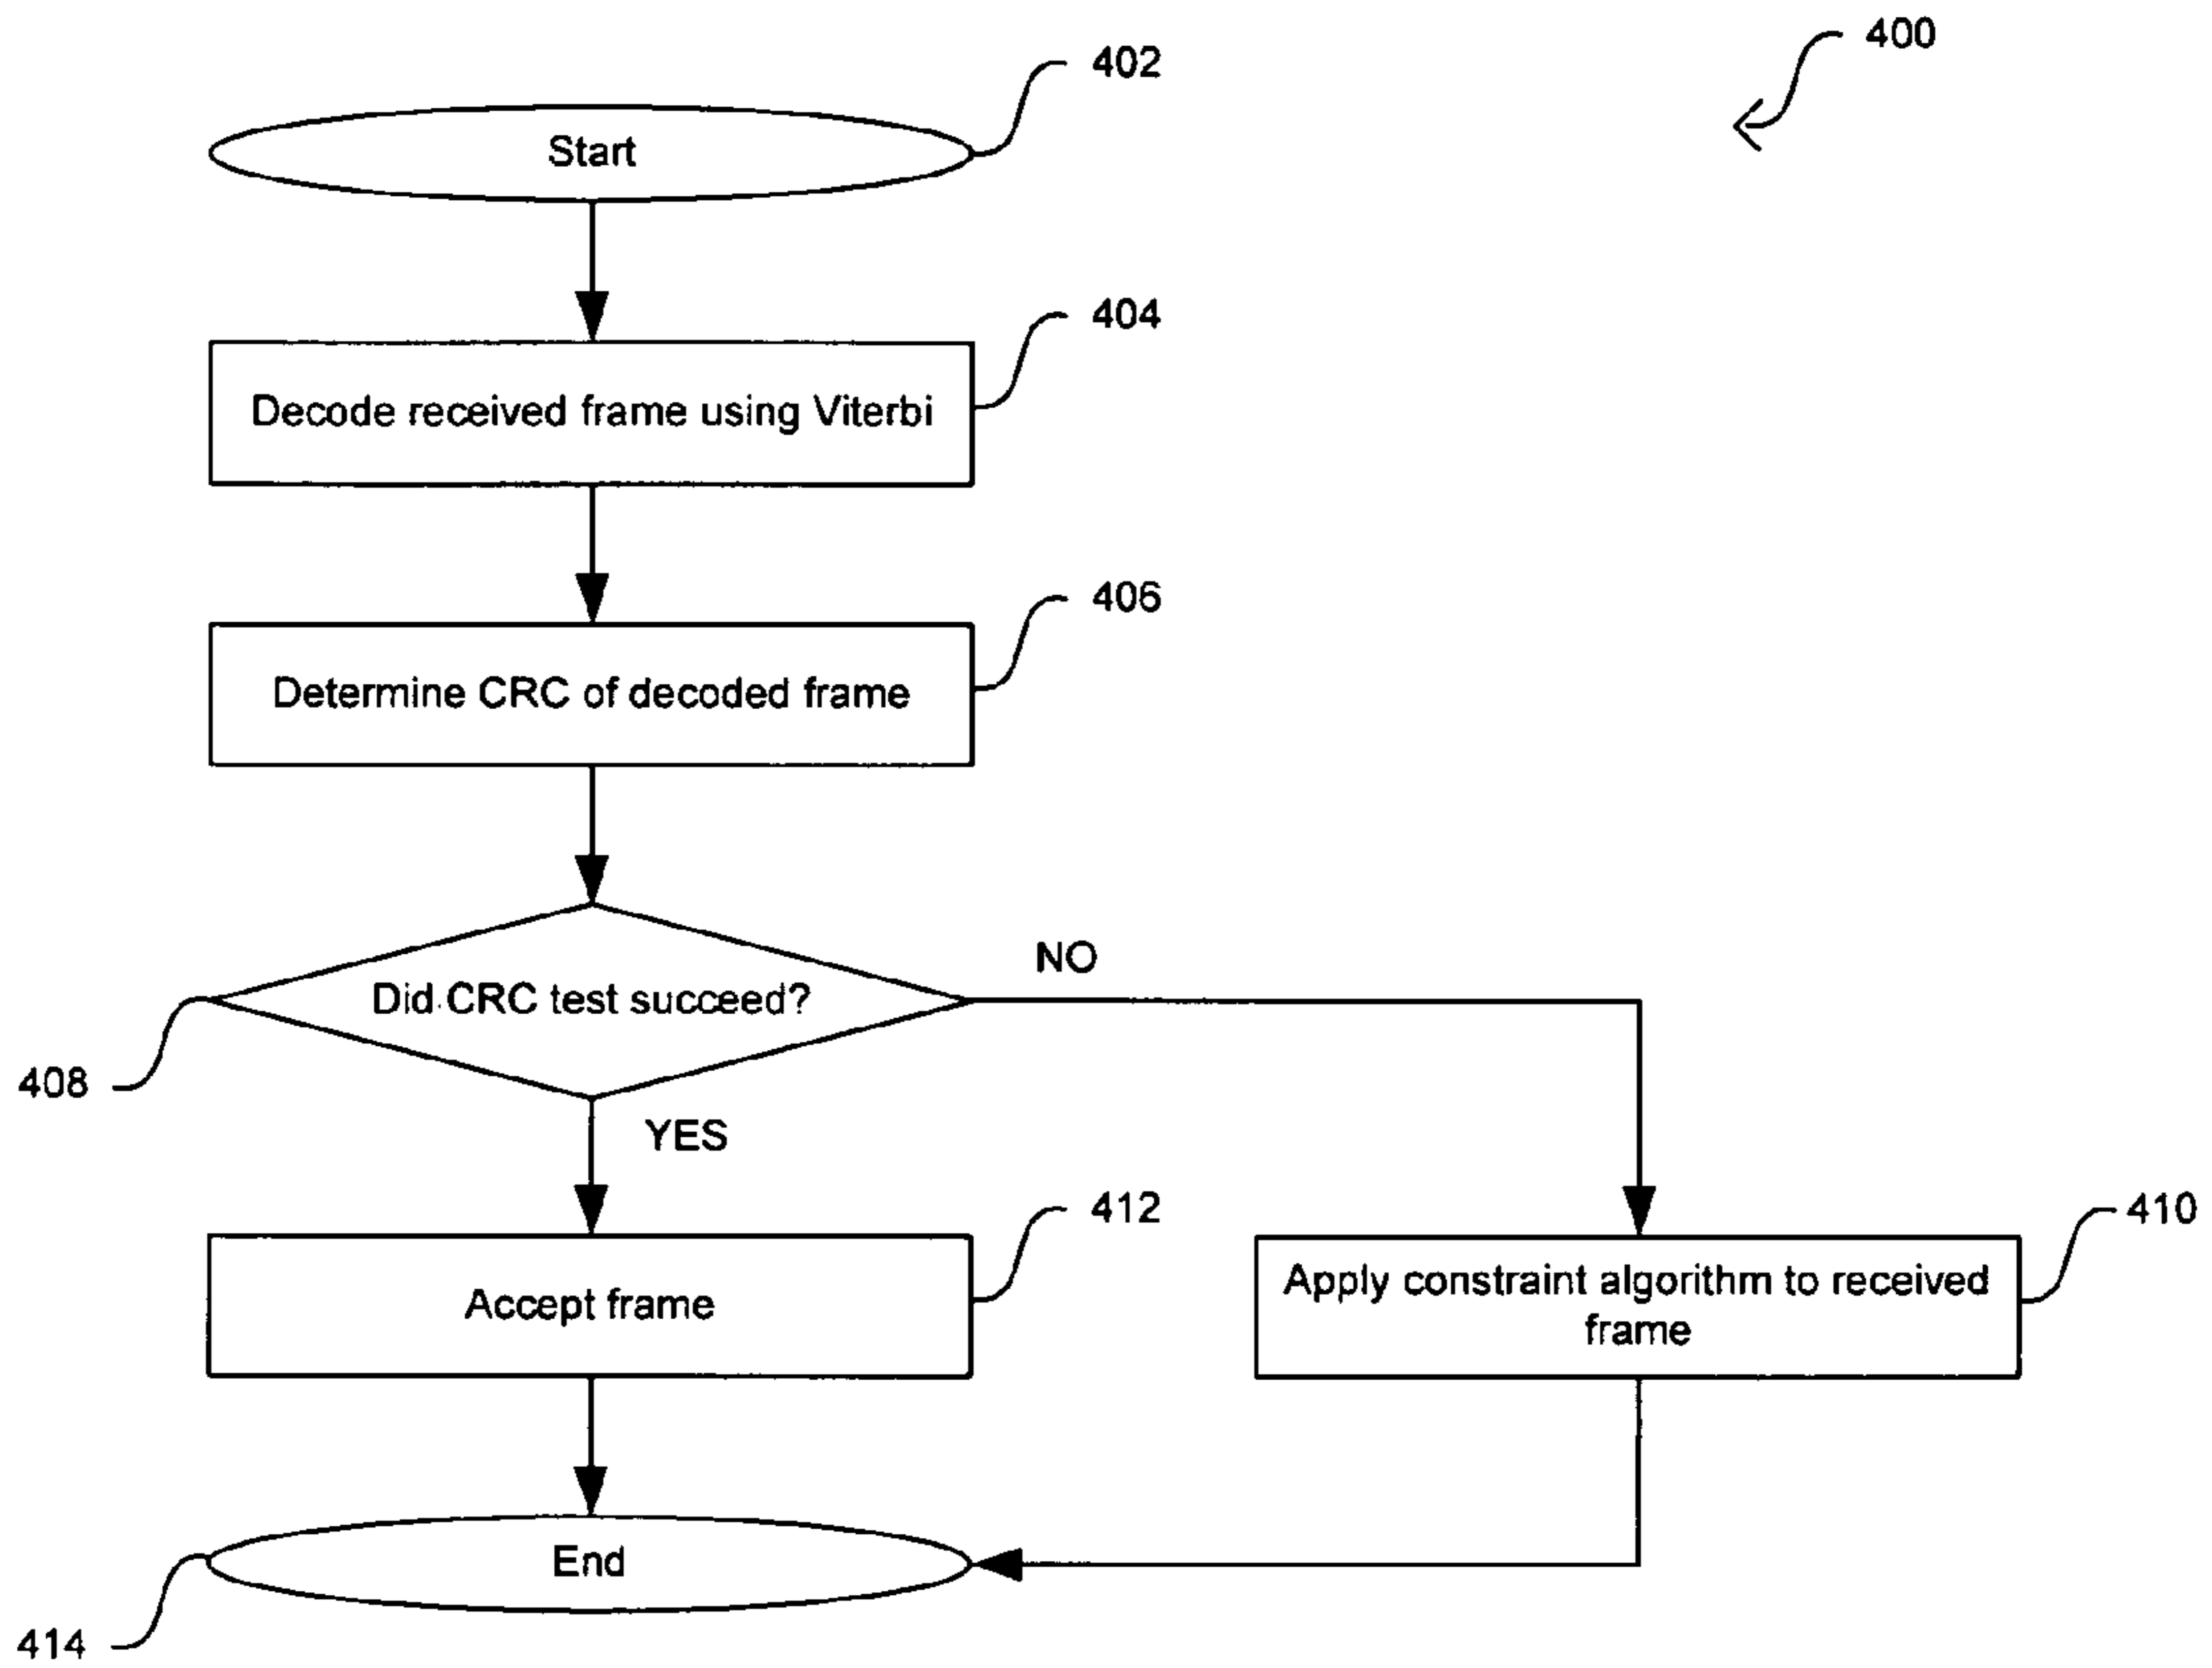 400
402
Start
404
Decode received frame using Viterbi
406
Determine CRC of decoded frame
NO
Did CRC test succeed?
408
YES
412
410
Accept frame
Apply constraint algorithm to received
frame
End
414